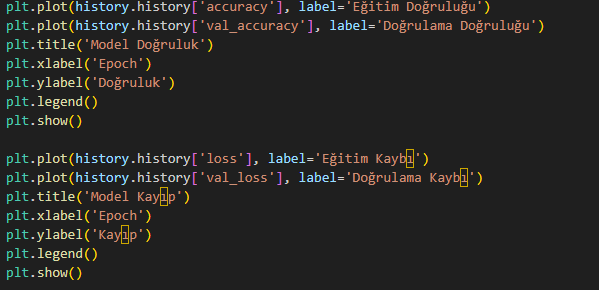 plt.plot(history.history['accuracy'], label='Eğitim Doğruluğu')
plt.plot(history.history['val_accuracy'], label='Doğrulama Doğruluğu')
plt.title('Model Doğruluk')
plt.xlabel('Epoch')
plt.ylabel('Doğruluk')
plt.legend()
plt.show()

plt.plot(history.history['loss'], label='Eğitim Kaybı')
plt.plot(history.history['val_loss'], label='Doğrulama Kaybı')
plt.title('Model Kayıp')
plt.xlabel('Epoch')
plt.ylabel('Kayıp')
plt.legend()
plt.show()